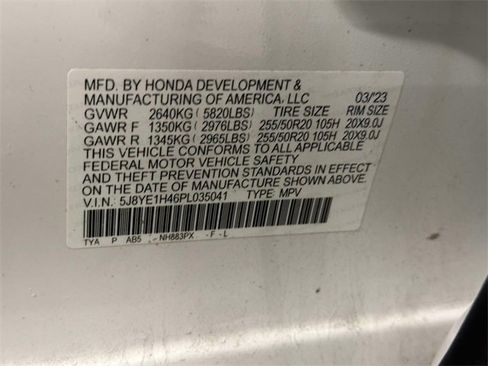 MFD. BY HONDA DEVELOPMENT &
MANUFACTURING OF AMERICA, LLC 03/'23
GVWR 2640KG (5820LBS) TIRE SIZE RIM SIZE
GAWR F 1350KG (2976LBS) 255/50R20 105H 20X9.0J
GAWR R 1345KG (2965LBS) 255/50R20 105H 20X9.0J
THIS VEHICLE CONFORMS TO ALL APPLICABLE
FEDERAL MOTOR VEHICLE SAFETY
AND THEFT PREVENTION STANDARDS IN EFFECT
ON THE DATE OF MANUFACTURE SHOWN ABOVE.
V.I.N.: 5J8YE1H46PL035041 TYPE: MPV
TYA P AB5 - NH883PX - F - L